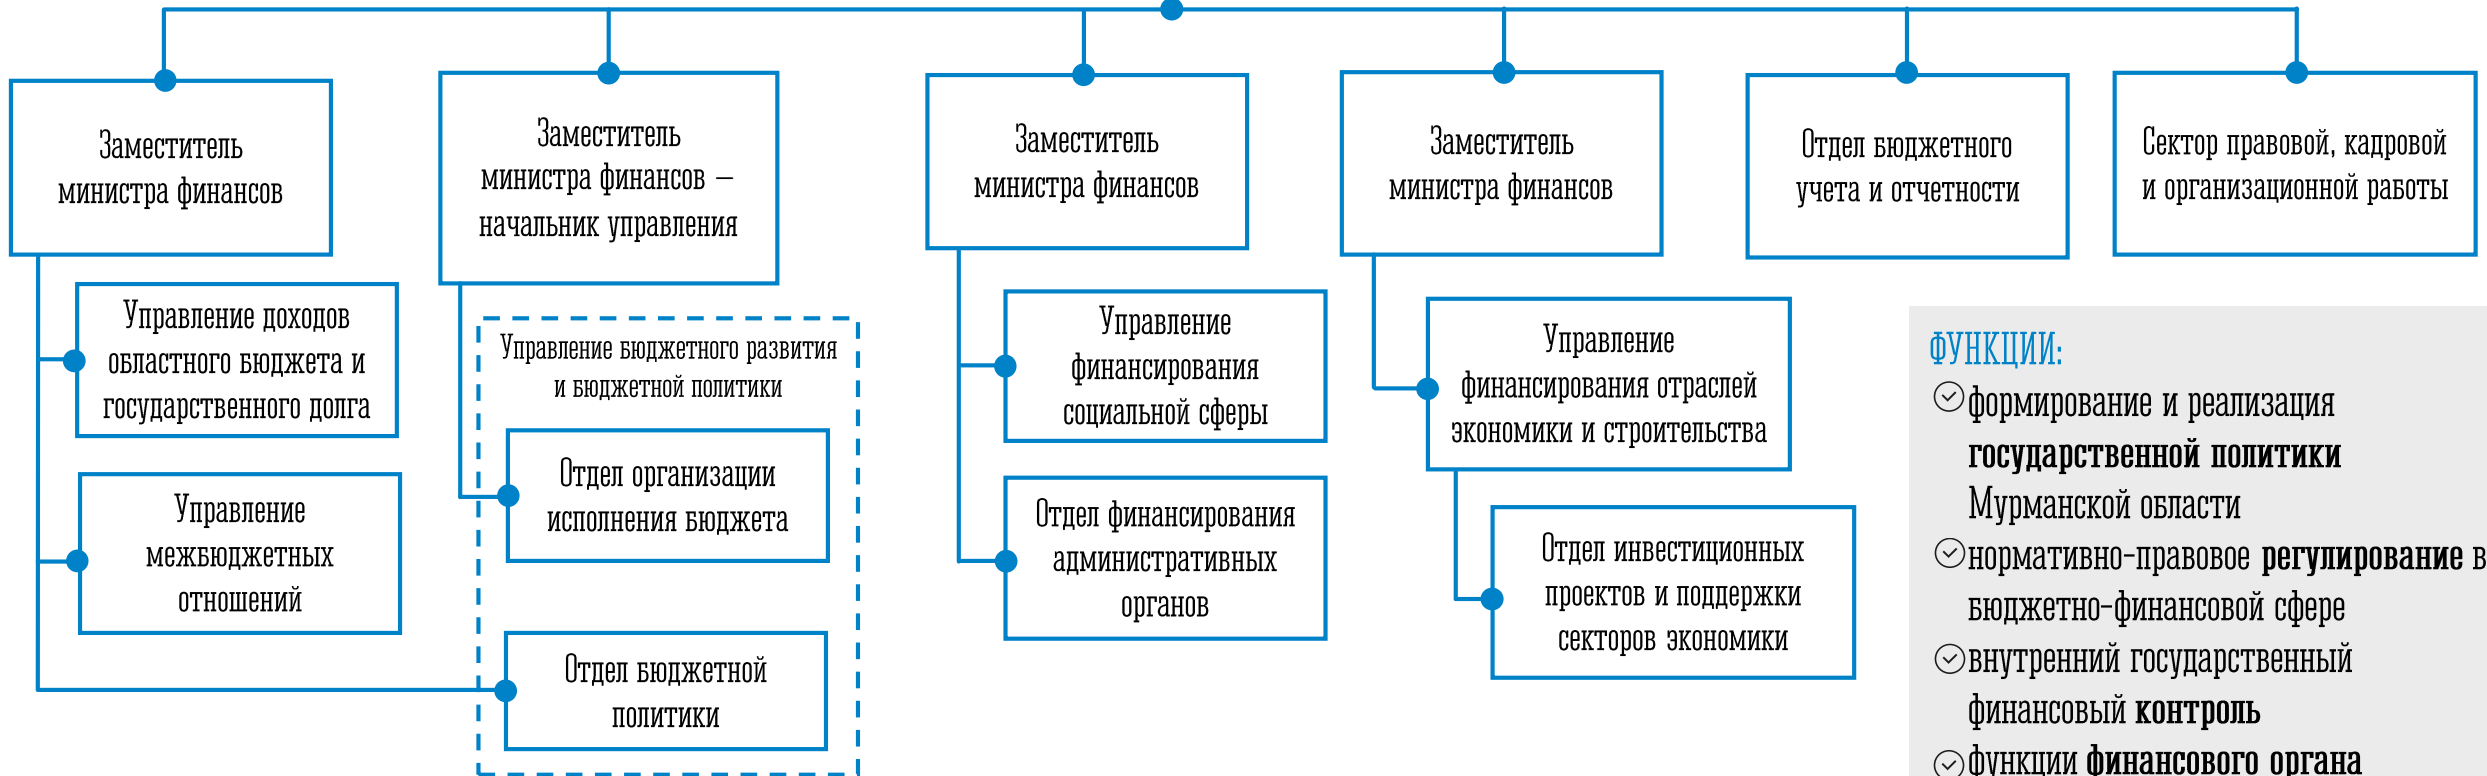 Заместитель
министра финансов
Заместитель
министра финансов –
начальник управления
Заместитель
министра финансов
Заместитель
министра финансов
Отдел бюджетного
учета и отчетности
Сектор правовой, кадровой
и организационной работы
Управление доходов
областного бюджета и
государственного долга
Управление
межбюджетных
отношений
Управление бюджетного развития
и бюджетной политики
Отдел организации
исполнения бюджета
Отдел бюджетной
политики
Управление
финансирования
социальной сферы
Отдел финансирования
административных
органов
Управление
финансирования отраслей
экономики и строительства
Отдел инвестиционных
проектов и поддержки
секторов экономики
ФУНКЦИИ:
формирование и реализация
государственной политики
Мурманской области
нормативно-правовое регулирование в
бюджетно-финансовой сфере
внутренний государственный
финансовый контроль
функции финансового органа